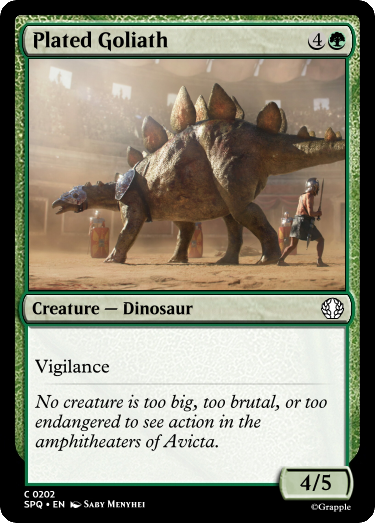 Plated Goliath 4
Creature — Dinosaur
Vigilance
No creature is too big, too brutal, or too
endangered to see action in the
amphitheaters of Avicta.
4/5
C 0202
SPQ • EN SABY MENYHEI
©Grapple